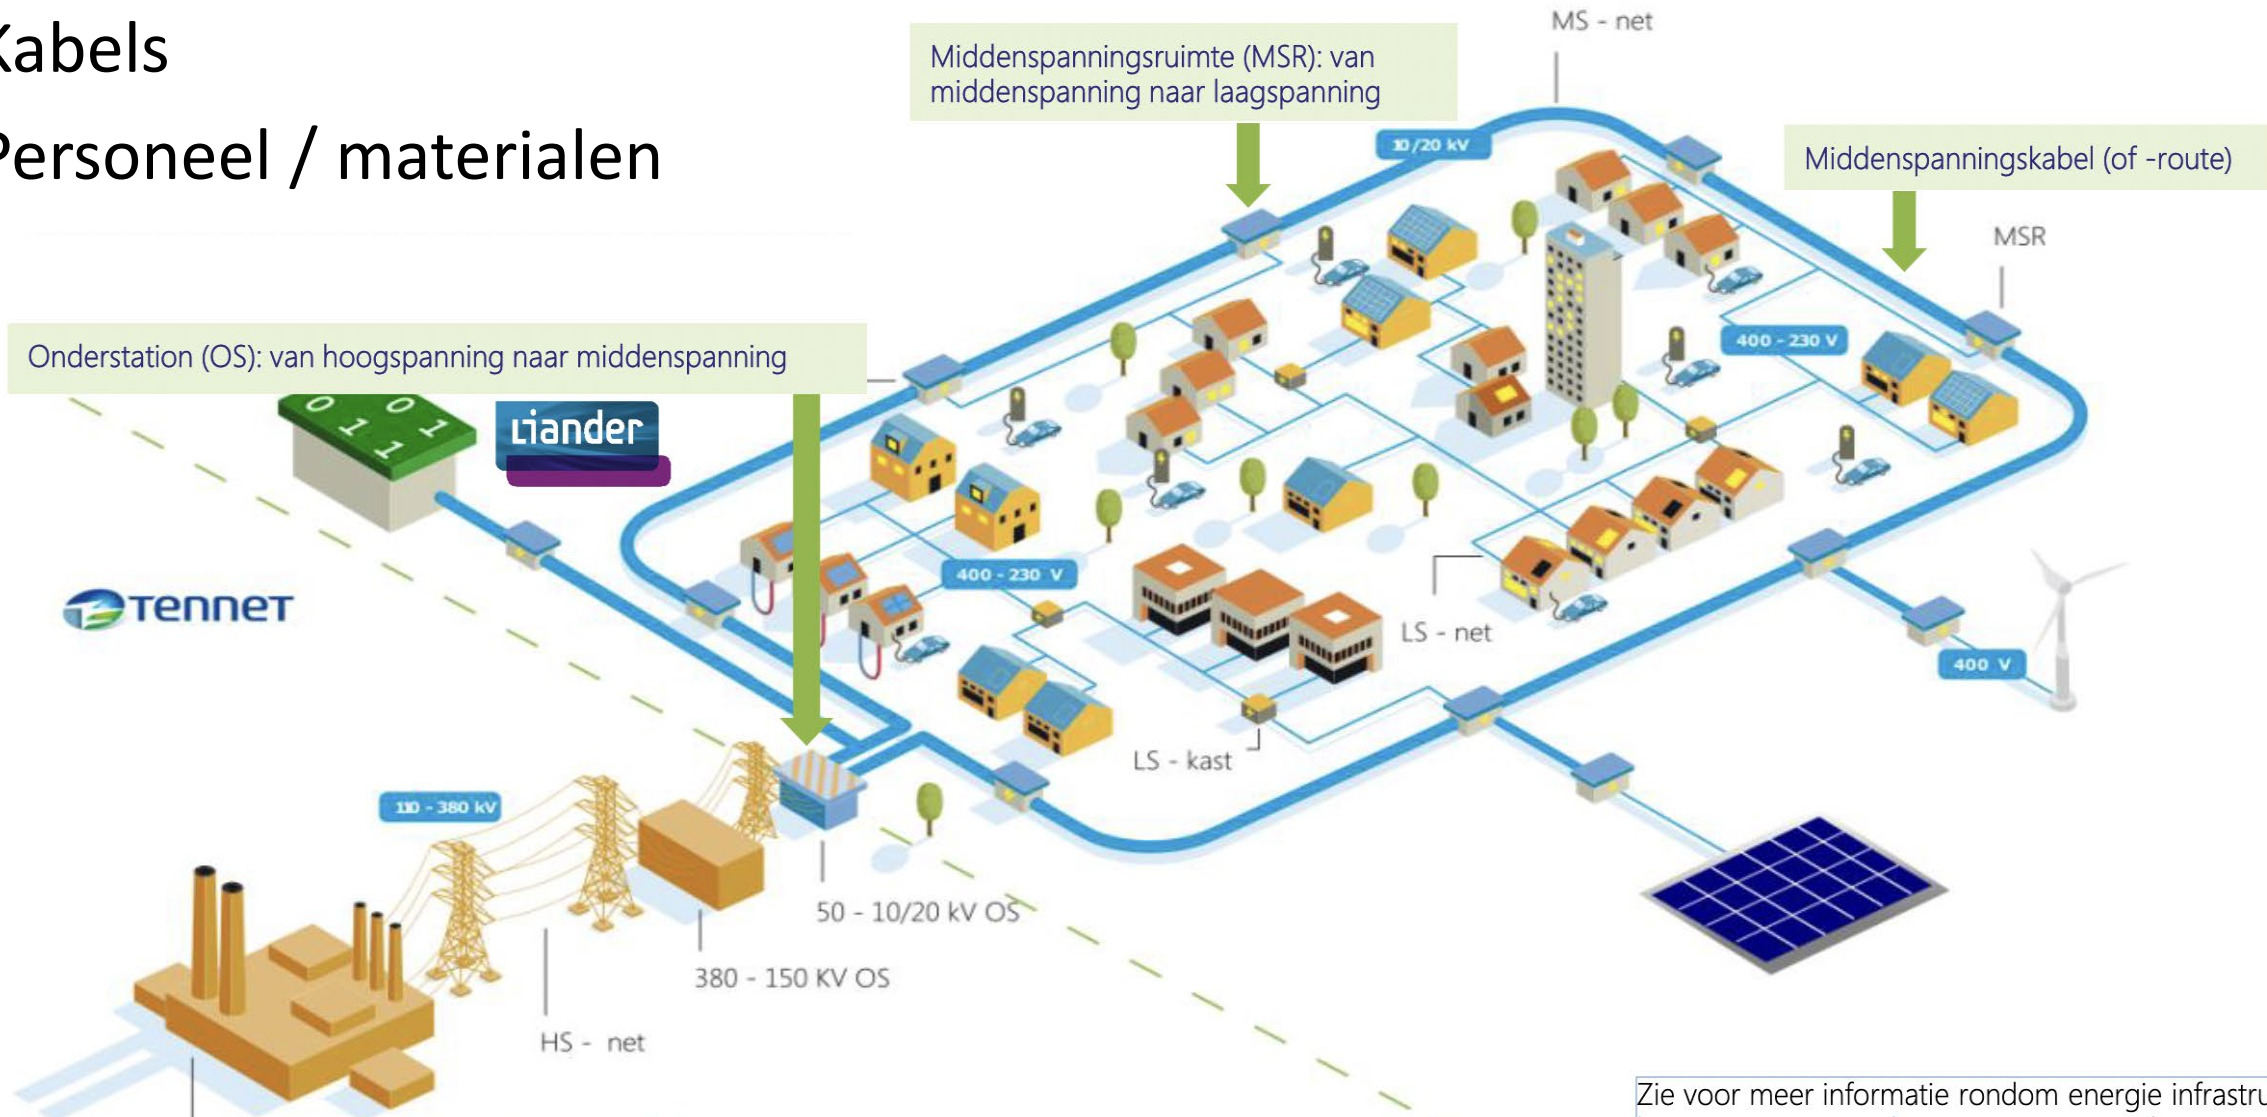 Kabels
Personeel / materialen
MS - net
Middenspanningsruimte (MSR): van
middenspanning naar laagspanning
10/20 kV
Middenspanningskabel (of -route)
MSR
Onderstation (OS): van hoogspanning naar middenspanning
400 - 230 V
0 0
1 1 1
Liander
TenneT
400 - 230 V
LS - net
400 V
LS - kast
110 - 380 kV
50 - 10/20 kV OS
380 - 150 KV OS
HS - net
Zie voor meer informatie rondom energie infrastru